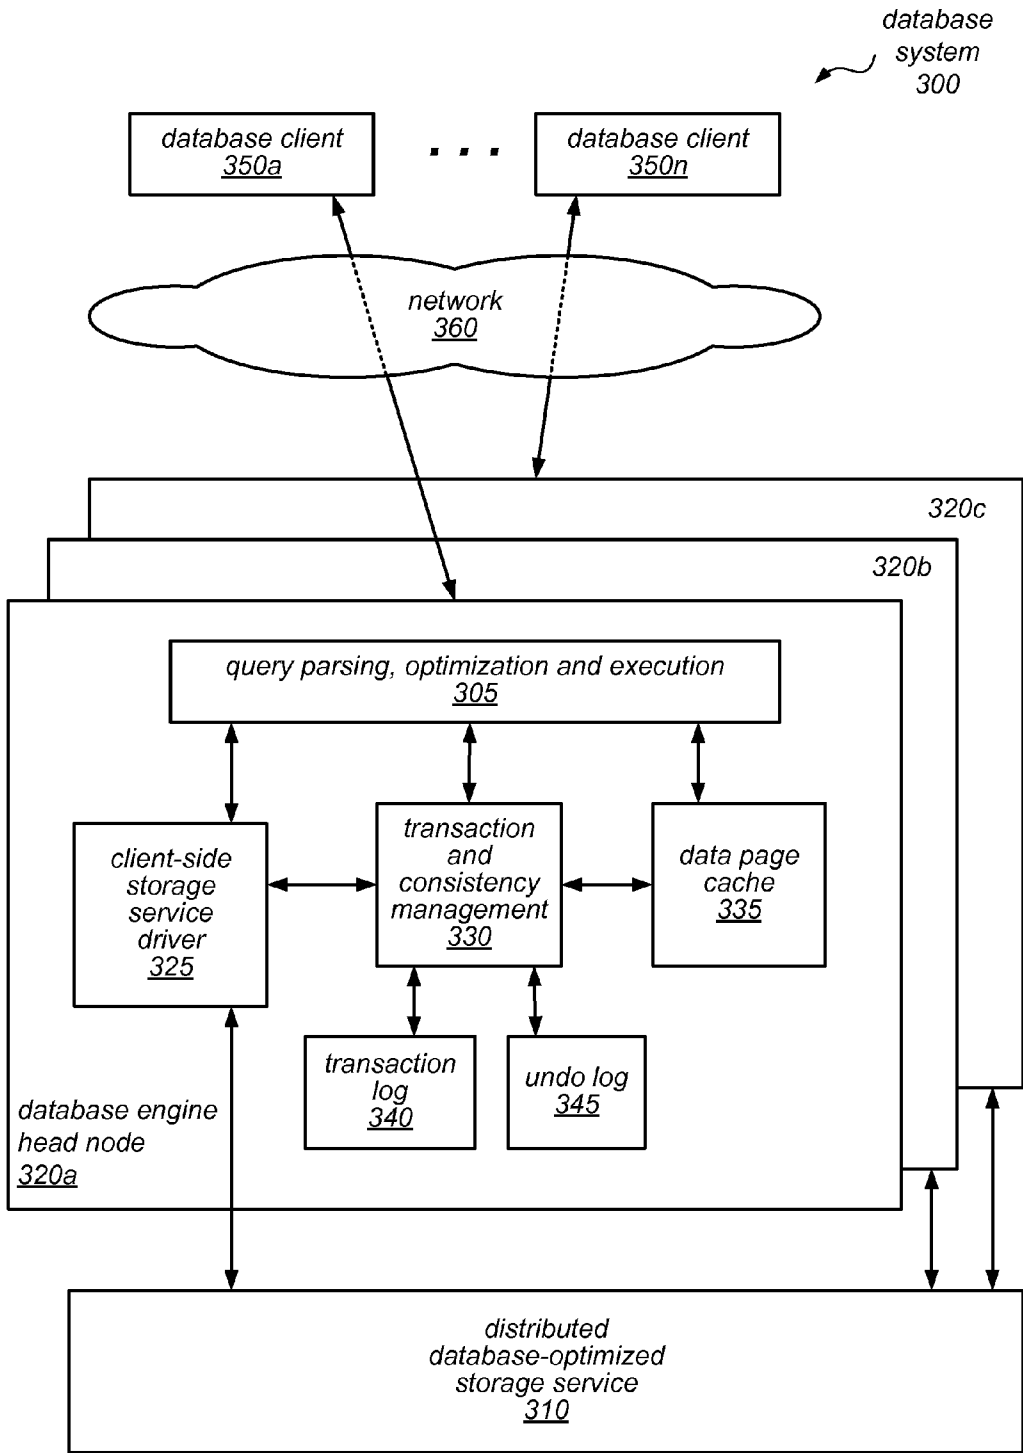 database
system
300
database client
350a
. . .
database client
350n
network
360
320c
320b
query parsing, optimization and execution
305
client-side
storage
service
driver
325
transaction
and
consistency
management
330
data page
cache
335
transaction
log
340
undo log
345
database engine
head node
320a
distributed
database-optimized
storage service
310